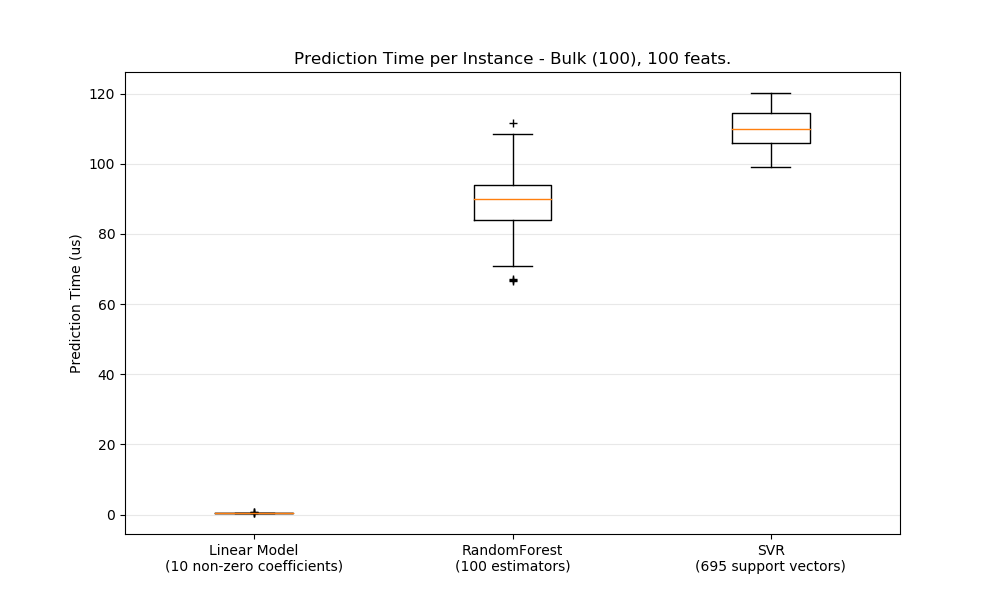 Prediction Time per Instance - Bulk (100), 100 feats.
120
100
80
60
40
20
0
Prediction Time (us)
Linear Model
(10 non-zero coefficients)
RandomForest
(100 estimators)
SVR
(695 support vectors)